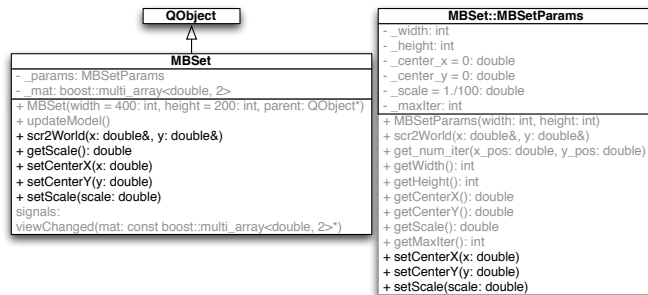 QObject
MBSet
- _params: MBSetParams
- _mat: boost::multi_array<double, 2>
+ MBSet(width = 400: int, height = 200: int, parent: QObject*)
+ updateModel()
+ scr2World(x: double&, y: double&)
+ getScale(): double
+ setCenterX(x: double)
+ setCenterY(y: double)
+ setScale(scale: double)
signals:
viewChanged(mat: const boost::multi_array<double, 2>*)
MBSet::MBSetParams
- _width: int
- _height: int
- _center_x = 0: double
- _center_y = 0: double
- _scale = 1./100: double
- _maxIter: int
+ MBSetParams(width: int, height: int)
+ scr2World(x: double&, y: double&)
+ get_num_iter(x_pos: double, y_pos: double)
+ getWidth(): int
+ getHeight(): int
+ getCenterX(): double
+ getCenterY(): double
+ getScale(): double
+ getMaxIter(): int
+ setCenterX(x: double)
+ setCenterY(y: double)
+ setScale(scale: double)